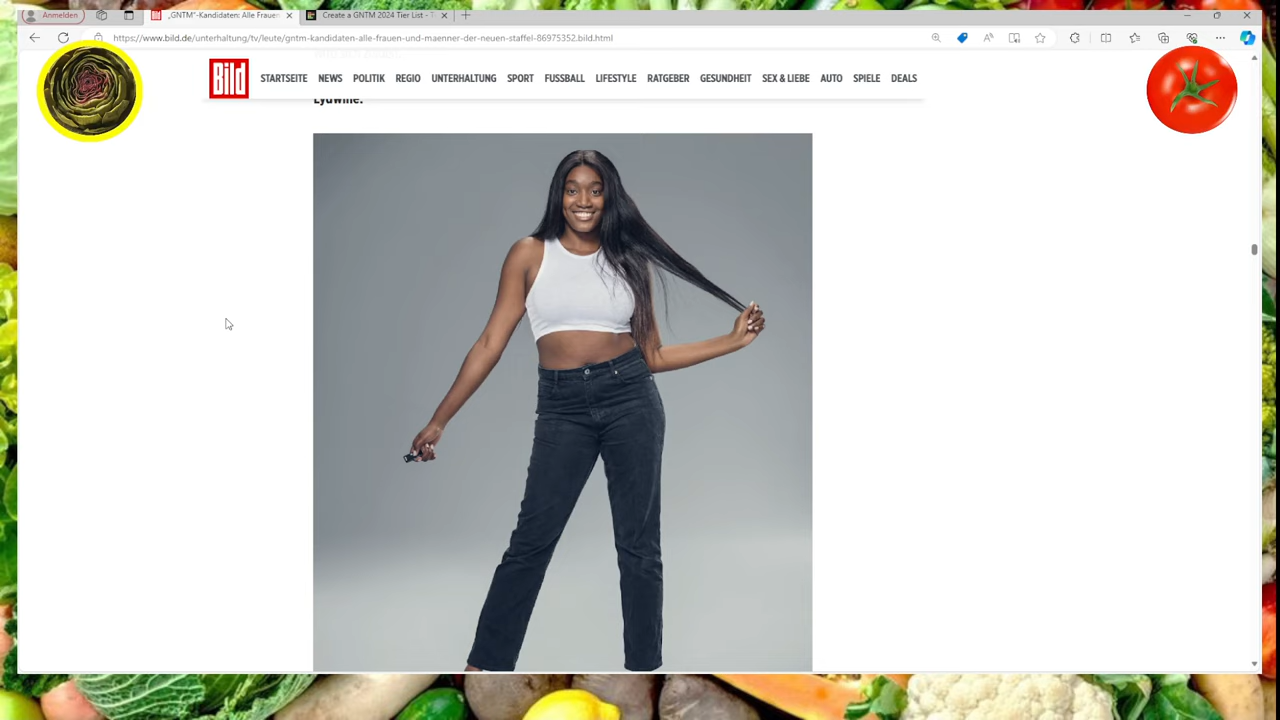 Anmelden
„GNTM"-Kandidaten: Alle Frauen
Create a GNTM 2024 Tier List - T
https://www.bild.de/unterhaltung/tv/leute/gntm-kandidaten-alle-frauen-und-maenner-der-neuen-staffel-86975352.bild.html
Bild
STARTSEITE NEWS POLITIK REGIO UNTERHALTUNG SPORT FUSSBALL LIFESTYLE RATGEBER GESUNDHEIT SEX & LIEBE AUTO SPIELE DEALS